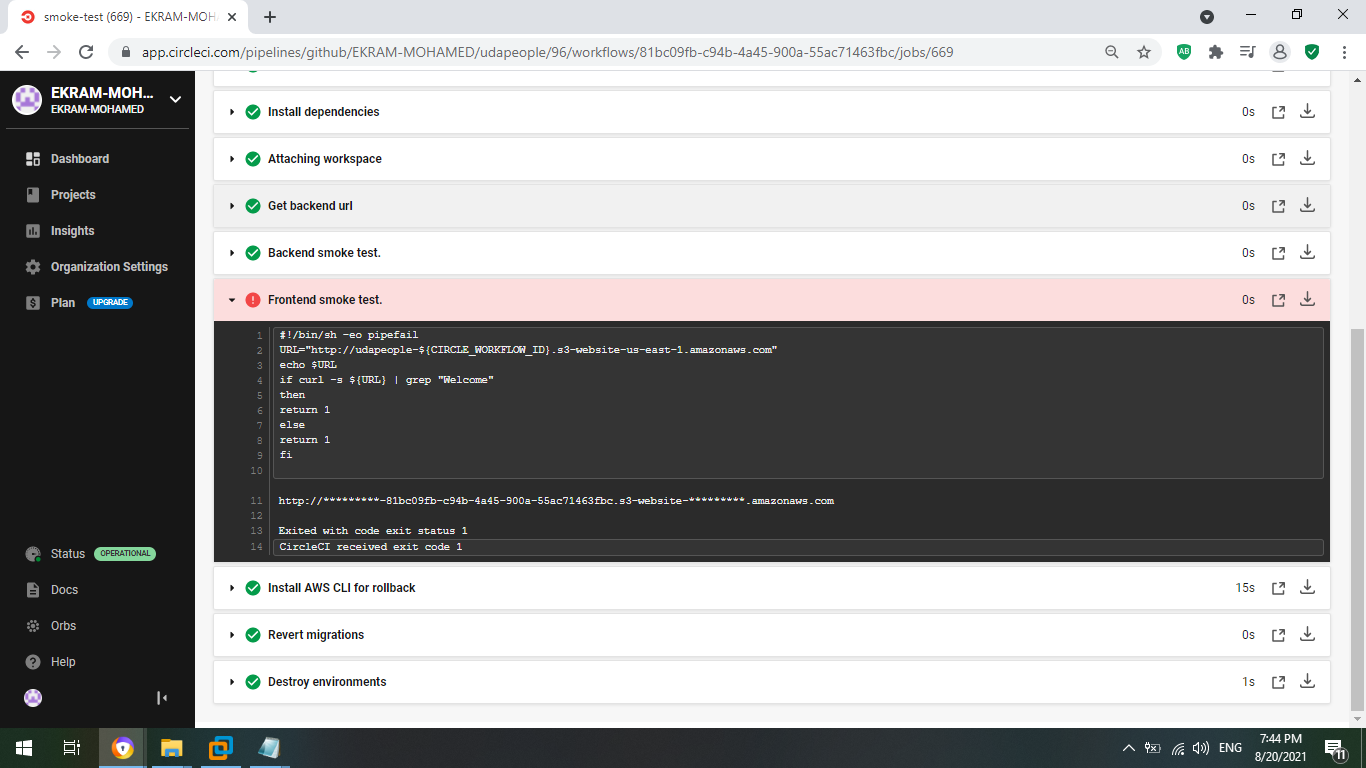 smoke-test (669) - EKRAM-MOH
app.circleci.com/pipelines/github/EKRAM-MOHAMED/udapeople/96/workflows/81bc09fb-c94b-4a45-900a-55ac71463fbc/jobs/669
AB
EKRAM-MOH...
EKRAM-MOHAMED
Dashboard
Projects
Insights
Organization Settings
Plan UPGRADE
Status OPERATIONAL
Docs
Orbs
Help
Install dependencies 0s
Attaching workspace 0s
Get backend url 0s
Backend smoke test. 0s
Frontend smoke test. 0s
1 #!/bin/sh -eo pipefail
2 URL="http://udapeople-${CIRCLE_WORKFLOW_ID}.s3-website-us-east-1.amazonaws.com"
3 echo $URL
4 if curl -s ${URL} | grep "Welcome"
5 then
6 return 1
7 else
8 return 1
9 fi
10
11 http://*********-81bc09fb-c94b-4a45-900a-55ac71463fbc.s3-website-*********.amazonaws.com
12
13 Exited with code exit status 1
14 CircleCI received exit code 1
Install AWS CLI for rollback 15s
Revert migrations 0s
Destroy environments 1s
ENG
7:44 PM
8/20/2021
11